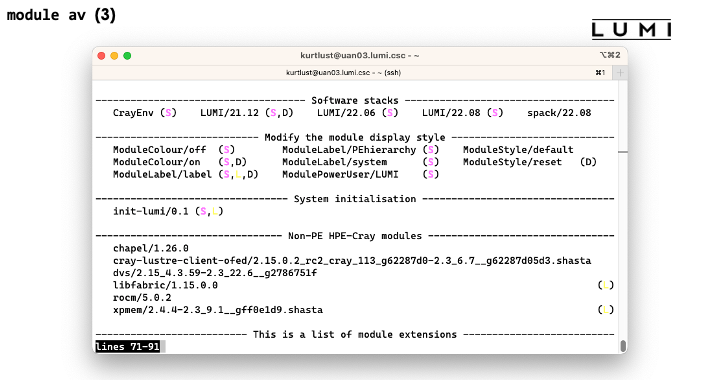 module av (3)
LUMI
kurtlust@uan03.lumi.csc - ~
⌥⌘2
kurtlust@uan03.lumi.csc - ~ (ssh)
⌘1 +
---------------------------------- Software stacks ----------------------------------
CrayEnv (S) LUMI/21.12 (S,D) LUMI/22.06 (S) LUMI/22.08 (S) spack/22.08
--------------------------- Modify the module display style ---------------------------
ModuleColour/off (S) ModuleLabel/PEhierarchy (S) ModuleStyle/default
ModuleColour/on (S,D) ModuleLabel/system (S) ModuleStyle/reset (D)
ModuleLabel/label (S,L,D) ModulePowerUser/LUMI (S)
-------------------------------- System initialisation --------------------------------
init-lumi/0.1 (S,L)
------------------------------- Non-PE HPE-Cray modules -------------------------------
chapel/1.26.0
cray-lustre-client-ofed/2.15.0.2_rc2_cray_113_g62287d0-2.3_6.7__g62287d05d3.shasta
dvs/2.15_4.3.59-2.3_22.6__g2786751f
libfabric/1.15.0.0 (L)
rocm/5.0.2
xpmem/2.4.4-2.3_9.1__gff0e1d9.shasta (L)
------------------------- This is a list of module extensions -------------------------
lines 71-91